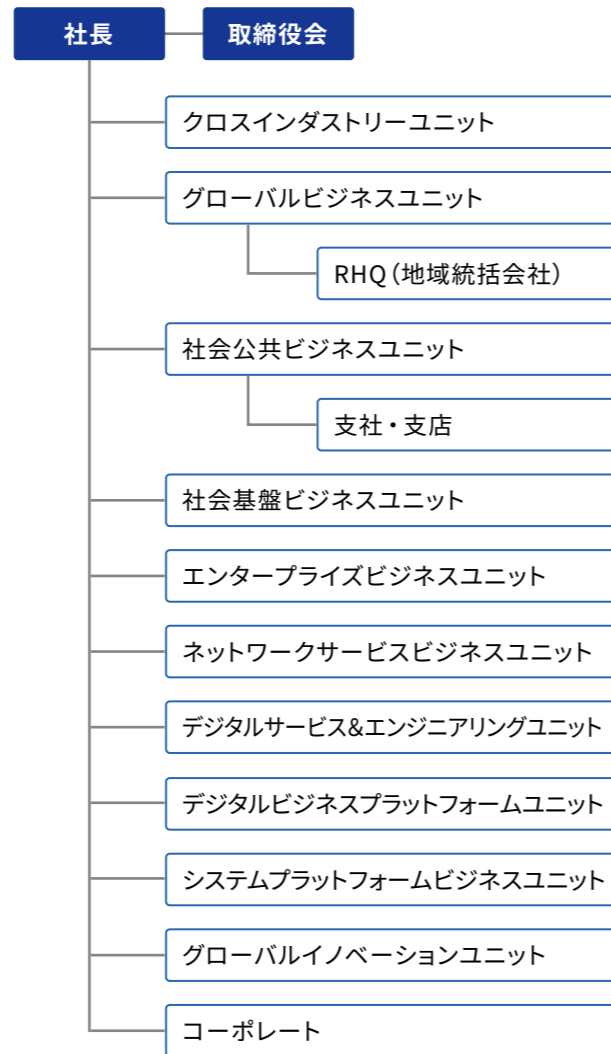 社長
取締役会
クロスインダストリーユニット
グローバルビジネスユニット
RHQ（地域統括会社）
社会公共ビジネスユニット
支社・支店
社会基盤ビジネスユニット
エンタープライズビジネスユニット
ネットワークサービスビジネスユニット
デジタルサービス&エンジニアリングユニット
デジタルビジネスプラットフォームユニット
システムプラットフォームビジネスユニット
グローバルイノベーションユニット
コーポレート